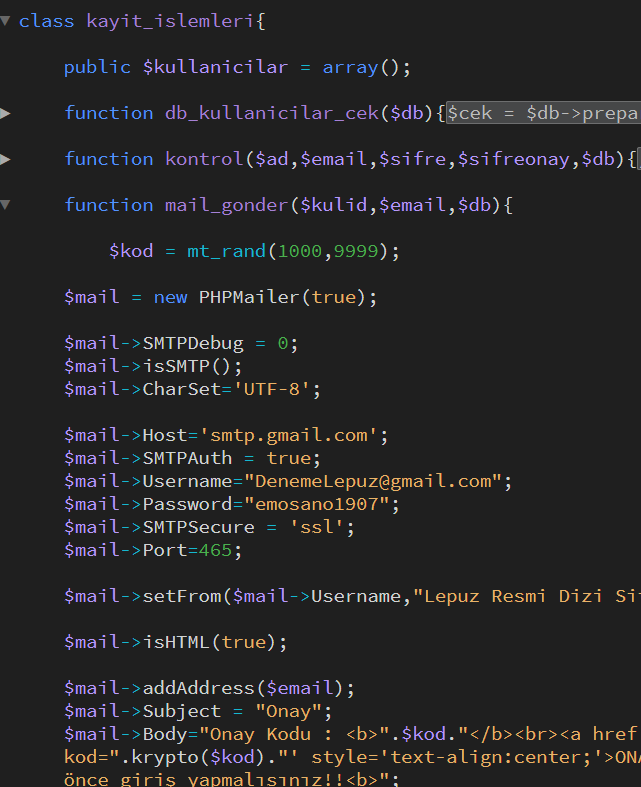 class kayit_islemleri{
public $kullanicilar = array();
function db_kullanicilar_cek($db){$cek = $db->prepa
function kontrol($ad,$email,$sifre,$sifreonay,$db){
function mail_gonder($kulid,$email,$db){
$kod = mt_rand(1000,9999);
$mail = new PHPMailer(true);
$mail->SMTPDebug = 0;
$mail->isSMTP();
$mail->CharSet='UTF-8';
$mail->Host='smtp.gmail.com';
$mail->SMTPAuth = true;
$mail->Username="DenemeLepuz@gmail.com";
$mail->Password="emosano1907";
$mail->SMTPSecure = 'ssl';
$mail->Port=465;
$mail->setFrom($mail->Username,"Lepuz Resmi Dizi Sit
$mail->isHTML(true);
$mail->addAddress($email);
$mail->Subject = "Onay";
$mail->Body="Onay Kodu : <b>".$kod."</b><br><a href
kod=".krypto($kod)."' style='text-align:center;'>ONA
önce giriş yapmalısınız!!<b>";